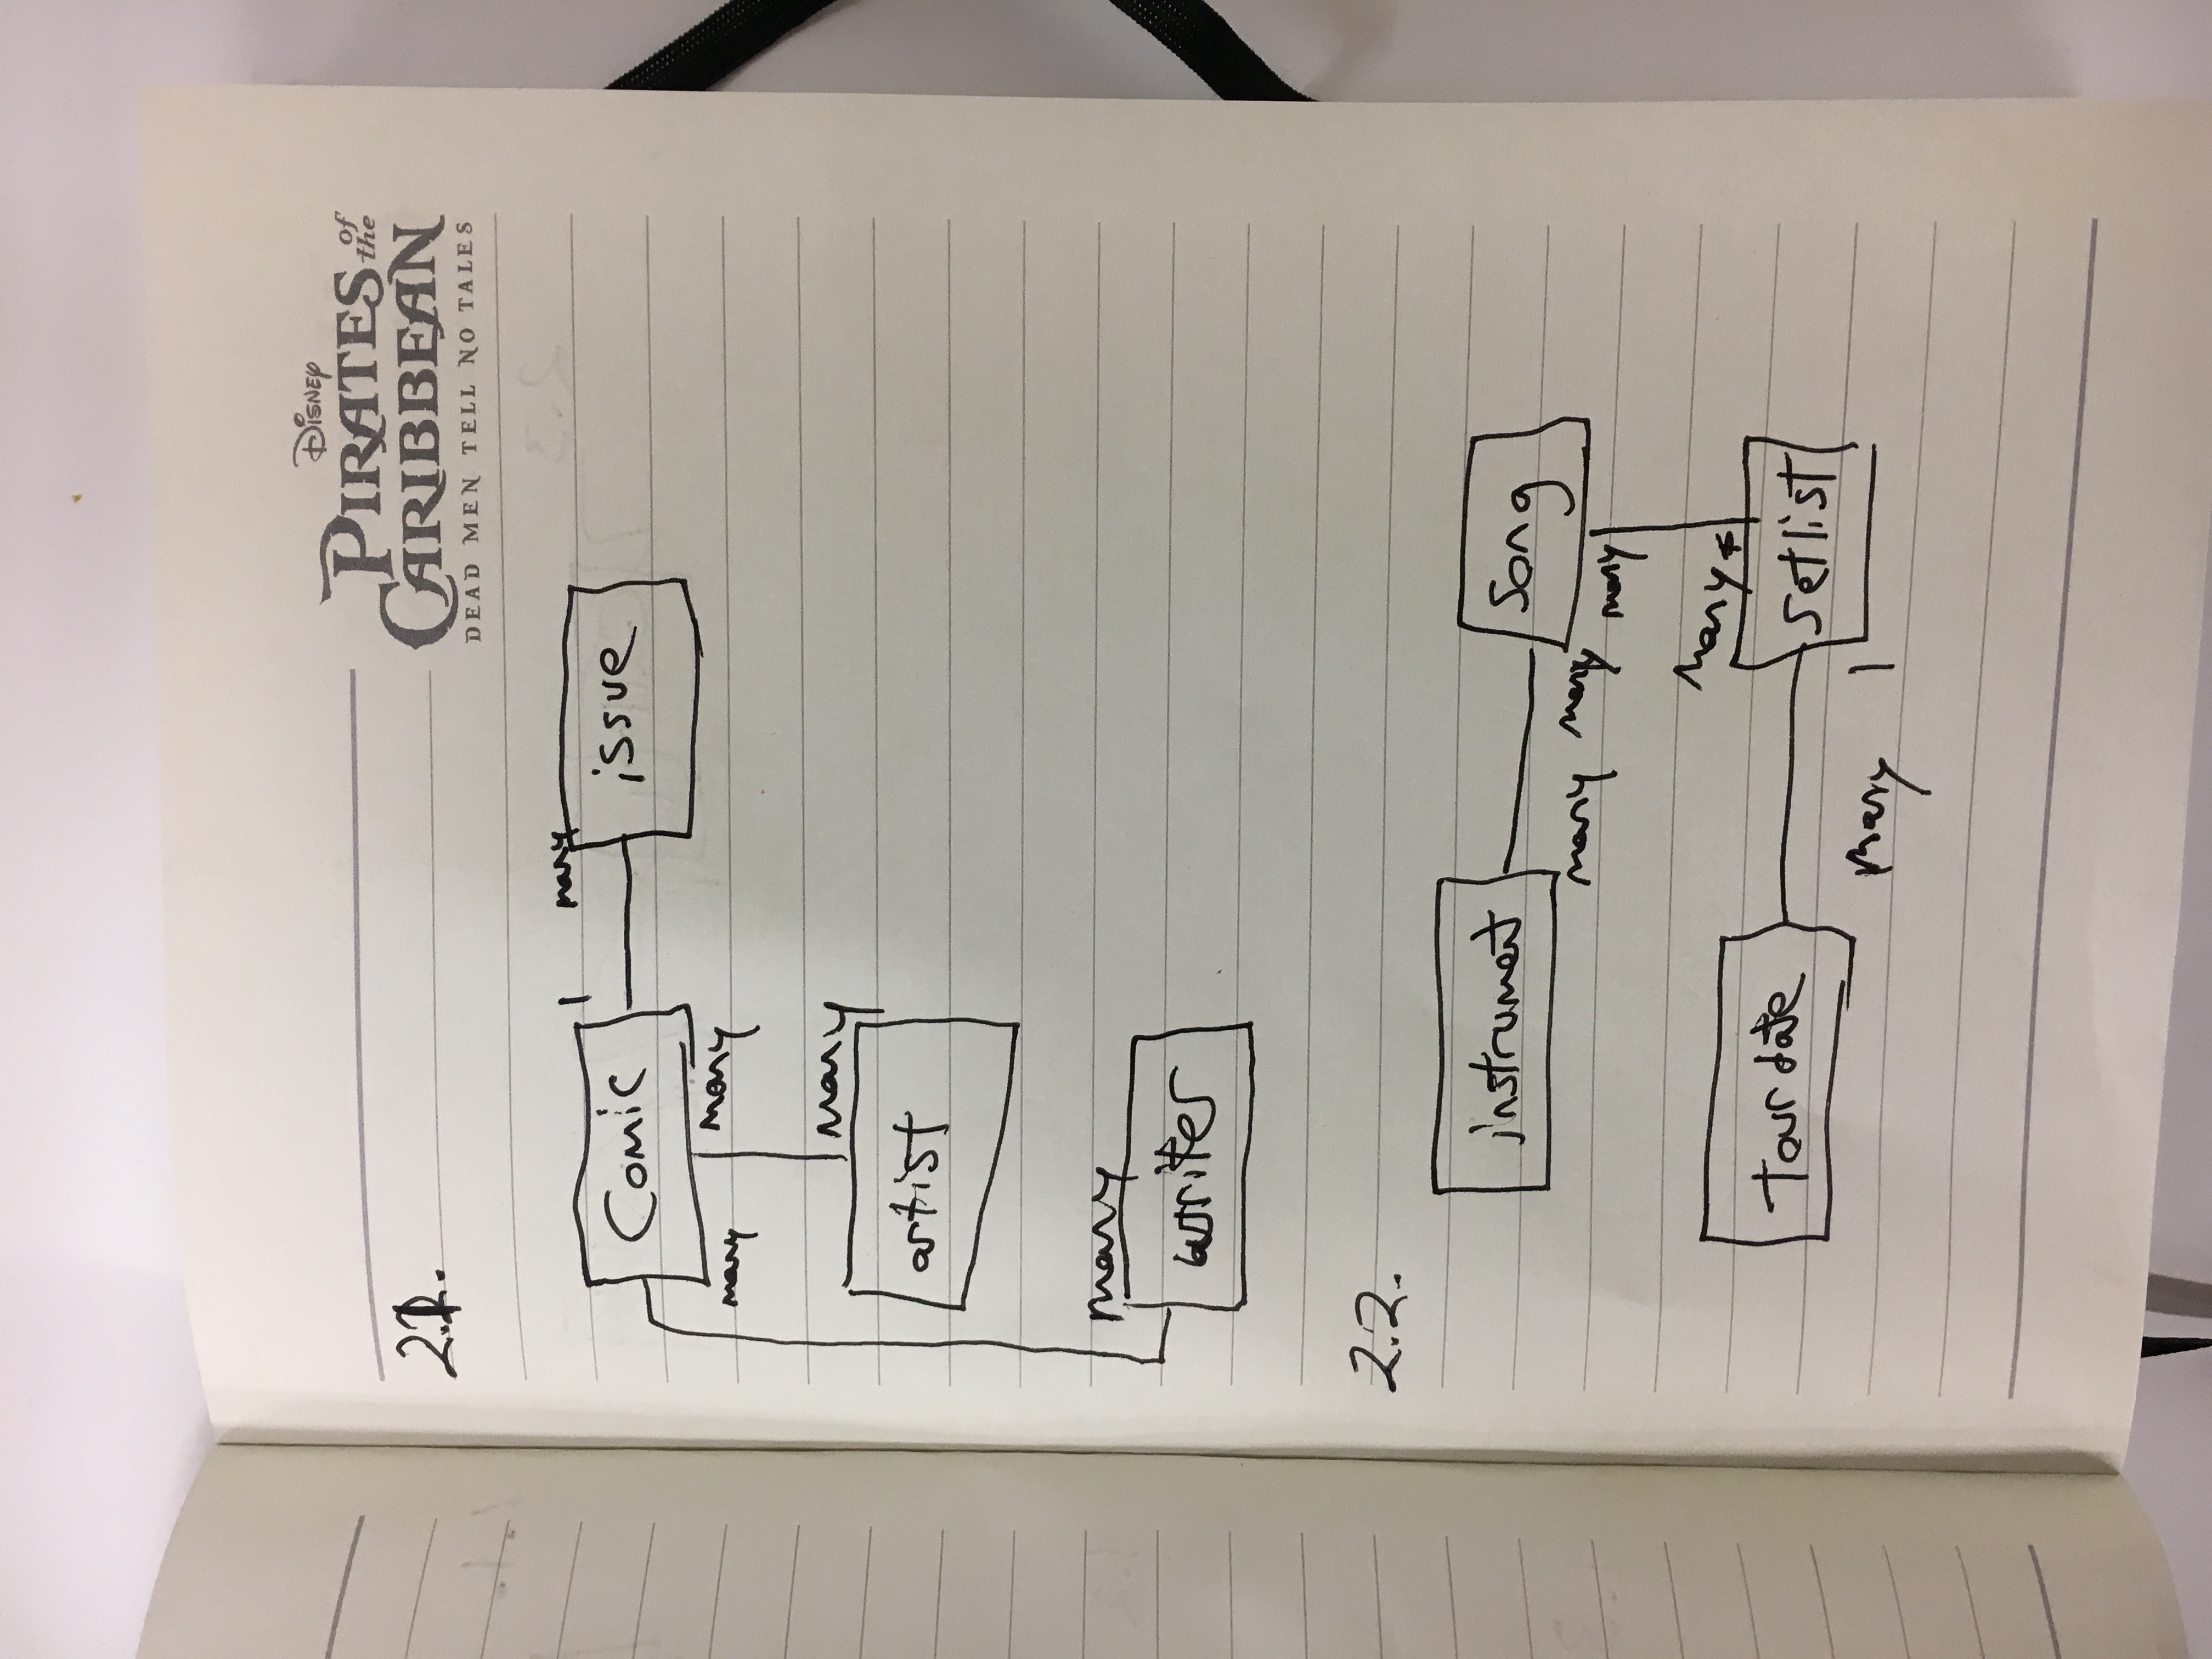 Disney
PIRATES of the
CARIBBEAN
DEAD MEN TELL NO TALES
2.1.
1 many
Comic issue
many many
many
artist
many
writer
2.2.
instrument Song
many many many
many *
tour date setlist
many 1